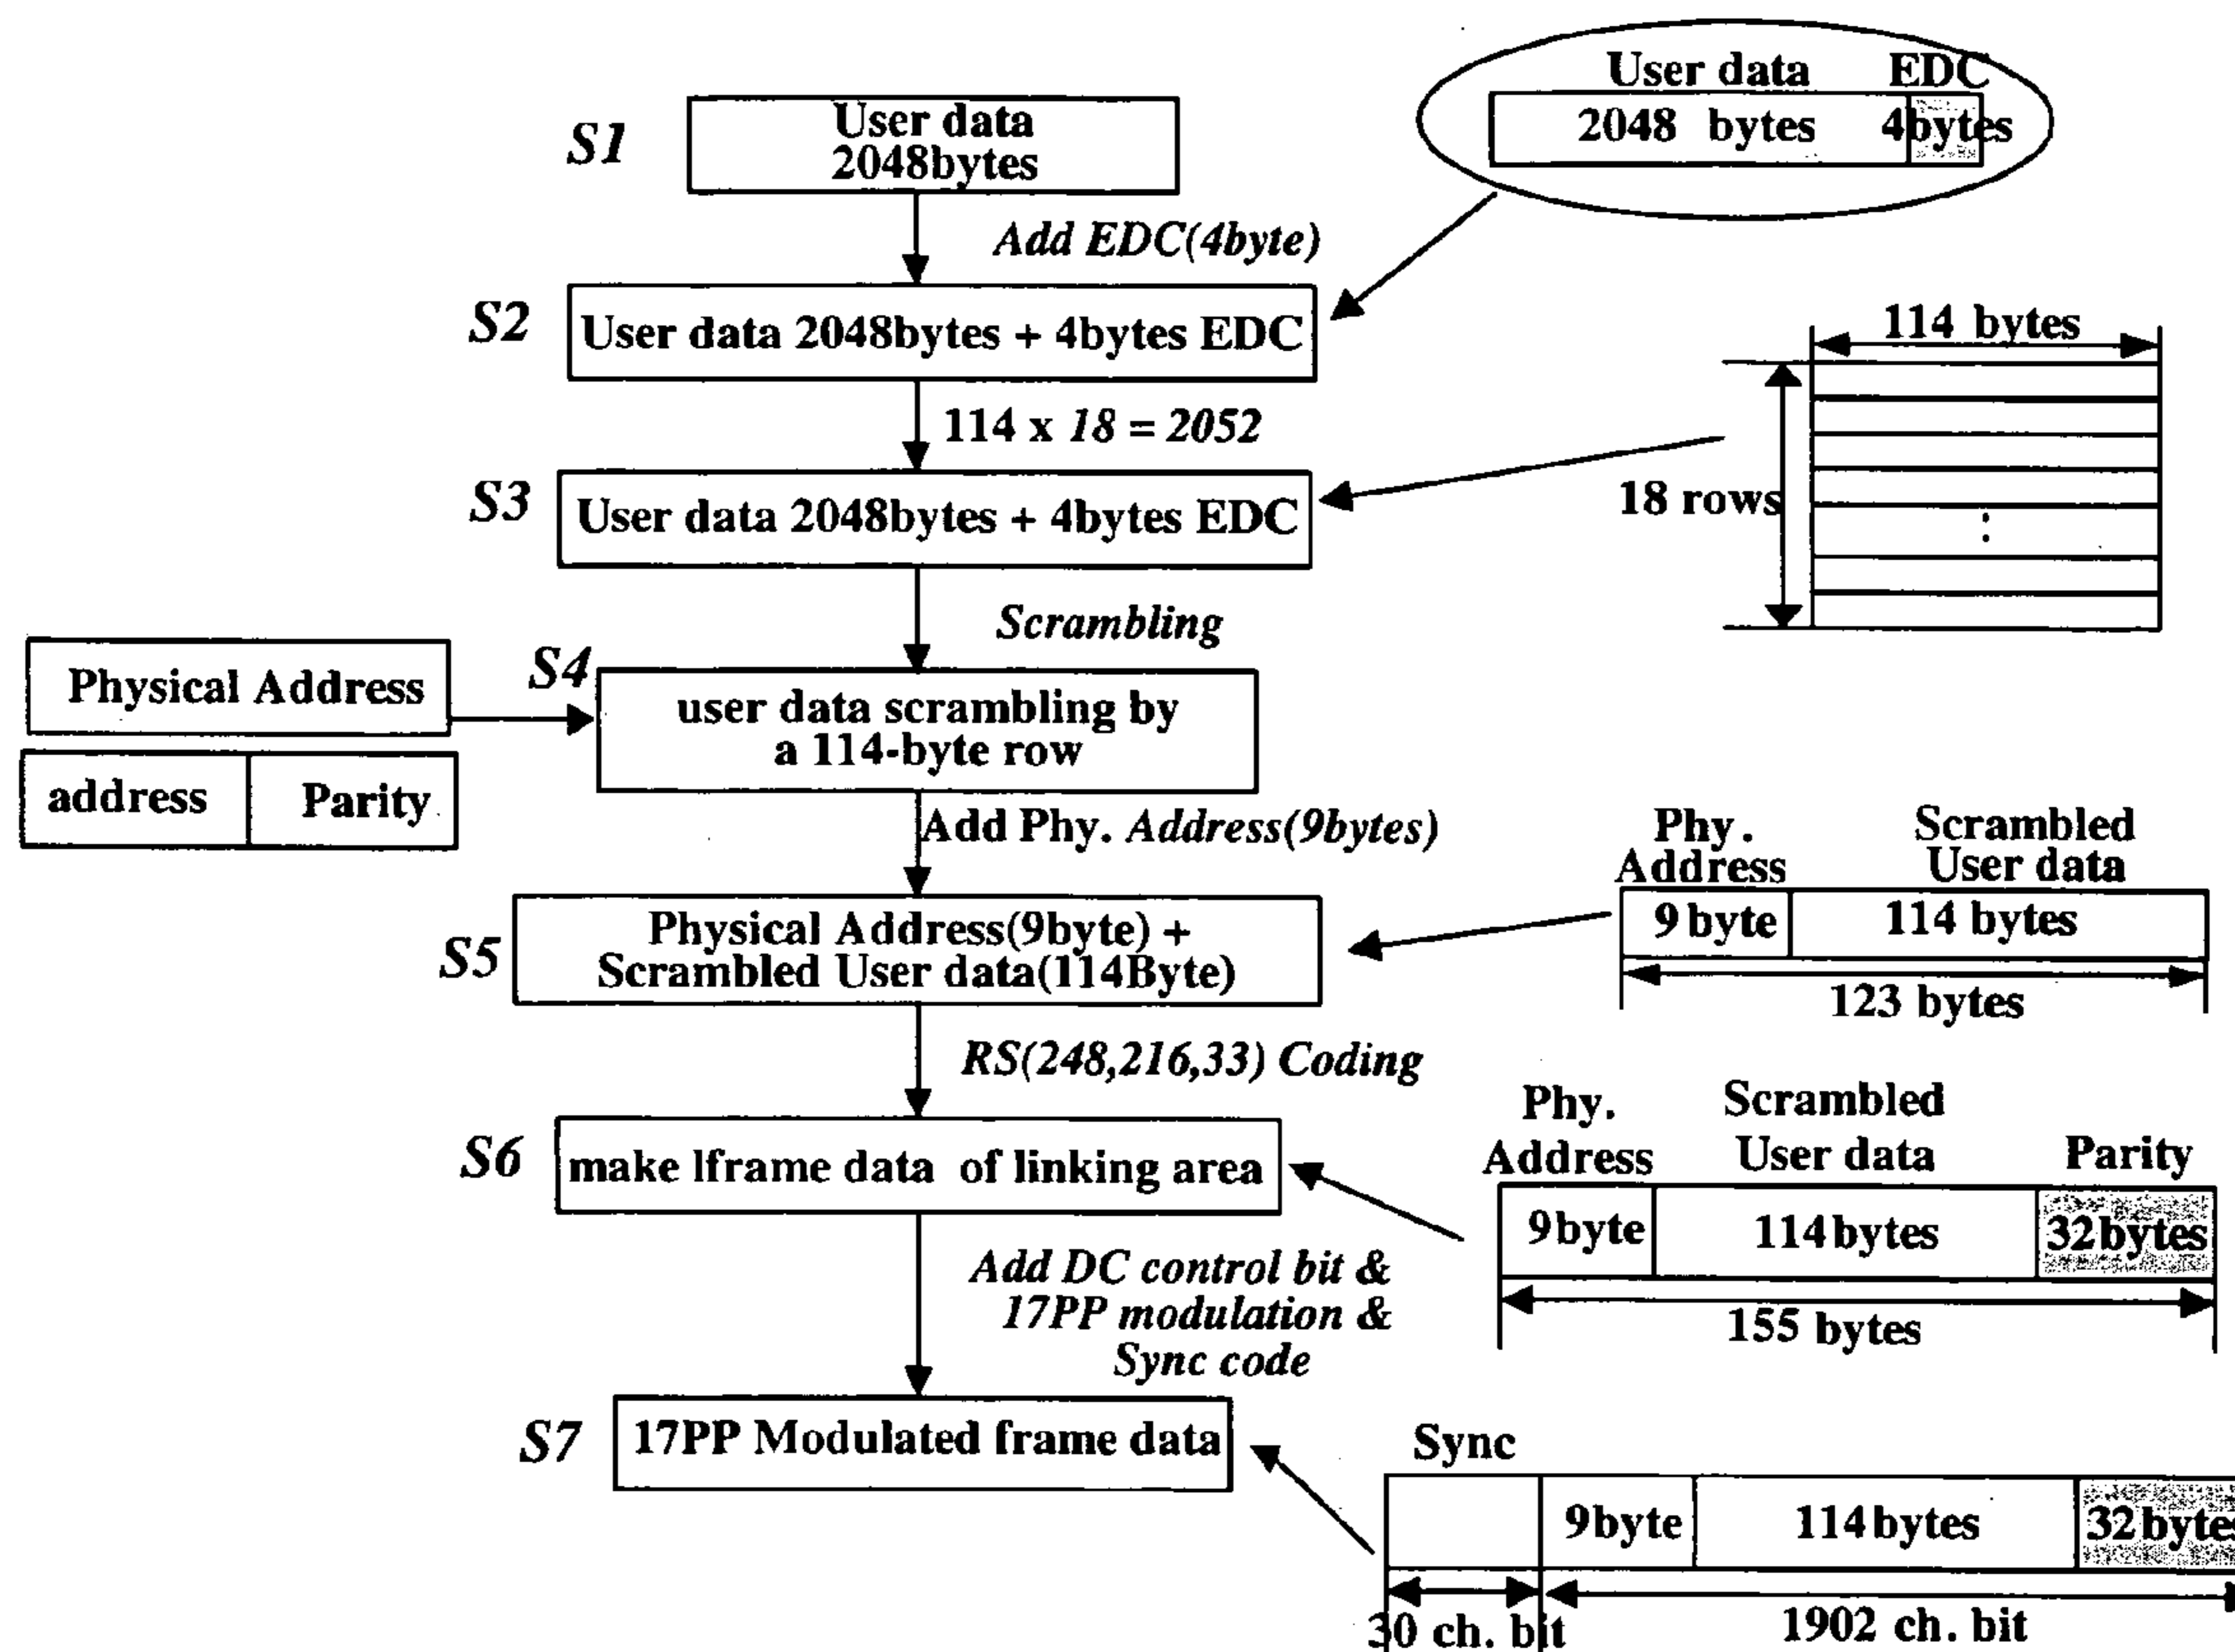 User data EDC
2048 bytes 4bytes
S1
User data
2048bytes
Add EDC(4byte)
S2
User data 2048bytes + 4bytes EDC
114 bytes
18 rows
114 x 18 = 2052
S3
User data 2048bytes + 4bytes EDC
Scrambling
Physical Address
address Parity
S4
user data scrambling by
a 114-byte row
Add Phy. Address(9bytes)
Phy. Scrambled
Address User data
9 byte 114 bytes
123 bytes
S5
Physical Address(9byte) +
Scrambled User data(114Byte)
RS(248,216,33) Coding
Phy. Scrambled
Address User data Parity
9byte 114bytes 32bytes
155 bytes
S6
make lframe data of linking area
Add DC control bit &
17PP modulation &
Sync code
S7
17PP Modulated frame data
Sync
9byte 114bytes 32bytes
30 ch. bit 1902 ch. bit